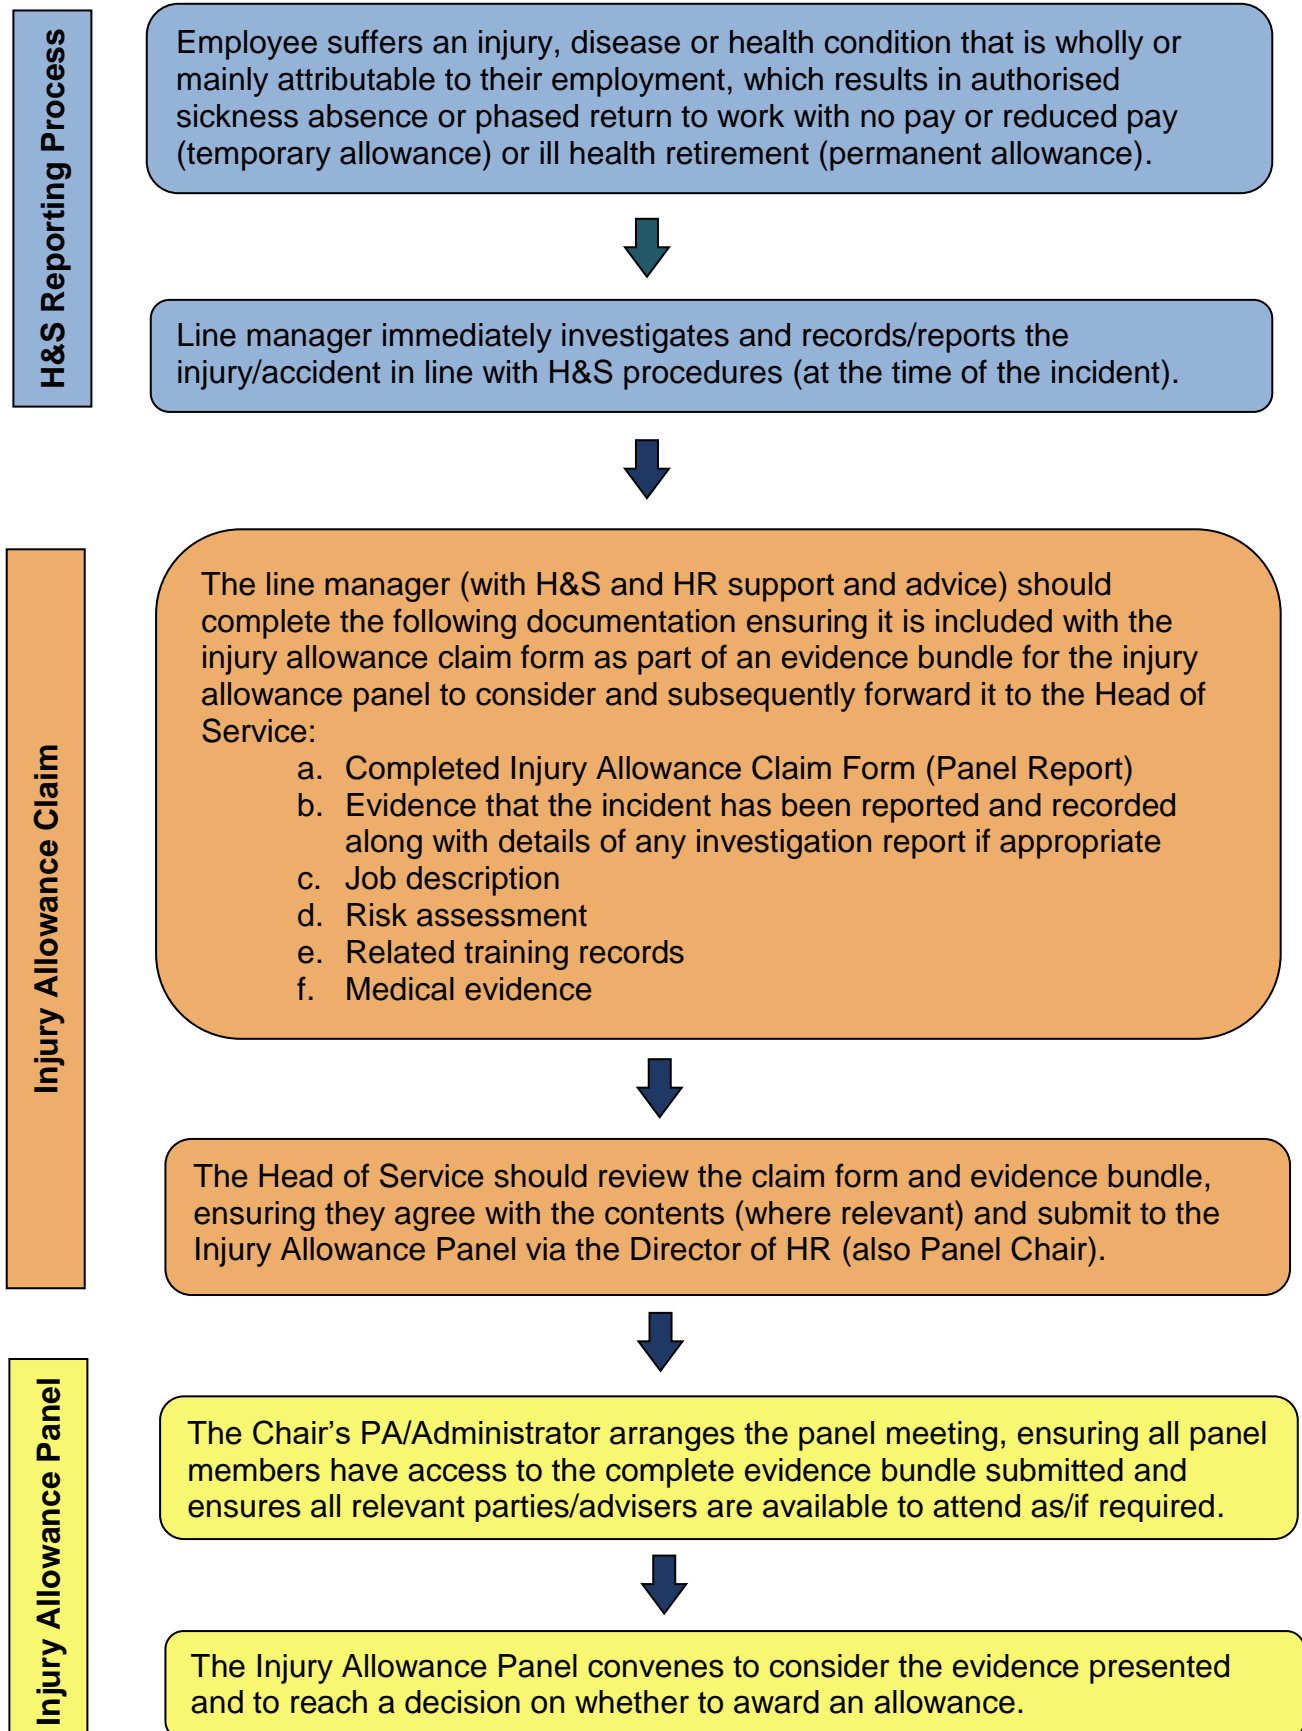 H&S Reporting Process
Employee suffers an injury, disease or health condition that is wholly or
mainly attributable to their employment, which results in authorised
sickness absence or phased return to work with no pay or reduced pay
(temporary allowance) or ill health retirement (permanent allowance).
Line manager immediately investigates and records/reports the
injury/accident in line with H&S procedures (at the time of the incident).
Injury Allowance Claim
The line manager (with H&S and HR support and advice) should
complete the following documentation ensuring it is included with the
injury allowance claim form as part of an evidence bundle for the injury
allowance panel to consider and subsequently forward it to the Head of
Service:
a. Completed Injury Allowance Claim Form (Panel Report)
b. Evidence that the incident has been reported and recorded
along with details of any investigation report if appropriate
c. Job description
d. Risk assessment
e. Related training records
f. Medical evidence
The Head of Service should review the claim form and evidence bundle,
ensuring they agree with the contents (where relevant) and submit to the
Injury Allowance Panel via the Director of HR (also Panel Chair).
Injury Allowance Panel
The Chair’s PA/Administrator arranges the panel meeting, ensuring all panel
members have access to the complete evidence bundle submitted and
ensures all relevant parties/advisers are available to attend as/if required.
The Injury Allowance Panel convenes to consider the evidence presented
and to reach a decision on whether to award an allowance.